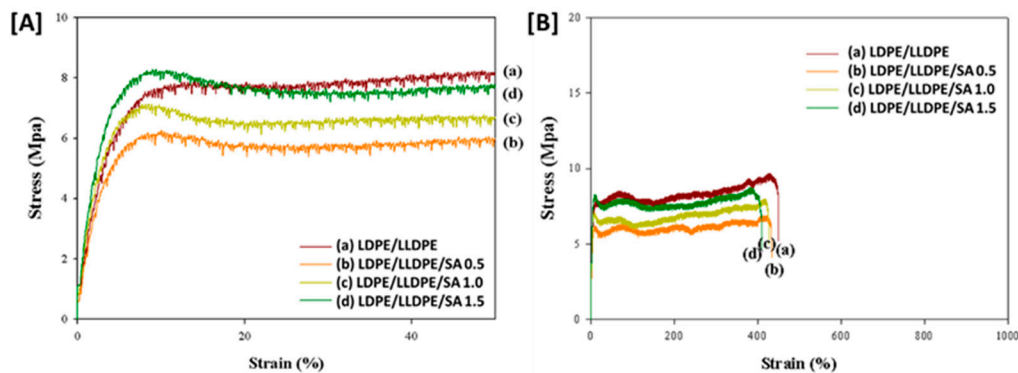 [A]
10
8
6
4
2
0
Stress (Mpa)
(a)
(d)
(c)
(b)
(a) LDPE/LLDPE
(b) LDPE/LLDPE/SA 0.5
(c) LDPE/LLDPE/SA 1.0
(d) LDPE/LLDPE/SA 1.5
0 20 40
Strain (%)
[B]
20
15
10
5
0
Stress (Mpa)
(a) LDPE/LLDPE
(b) LDPE/LLDPE/SA 0.5
(c) LDPE/LLDPE/SA 1.0
(d) LDPE/LLDPE/SA 1.5
(d) (c) (a)
(b)
0 200 400 600 800 1000
Strain (%)